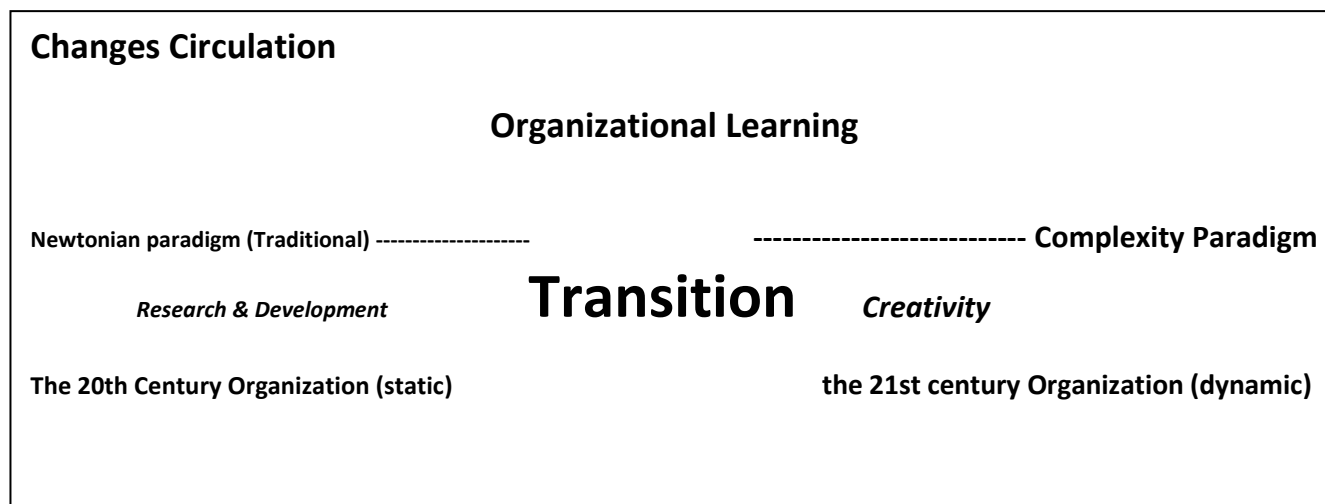 Changes Circulation
Organizational Learning
Newtonian paradigm (Traditional) --------------------- ---------------------------- Complexity Paradigm
Research & Development Transition Creativity
The 20th Century Organization (static) the 21st century Organization (dynamic)